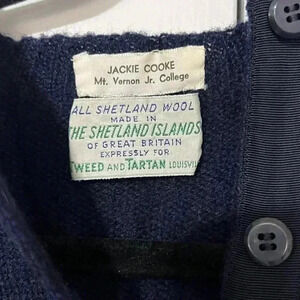 JACKIE COOKE
Mt. Vernon Jr. College
ALL SHETLAND WOOL
MADE IN
THE SHETLAND ISLANDS
OF GREAT BRITAIN
EXPRESSLY FOR
TWEED AND TARTAN LOUISVIL